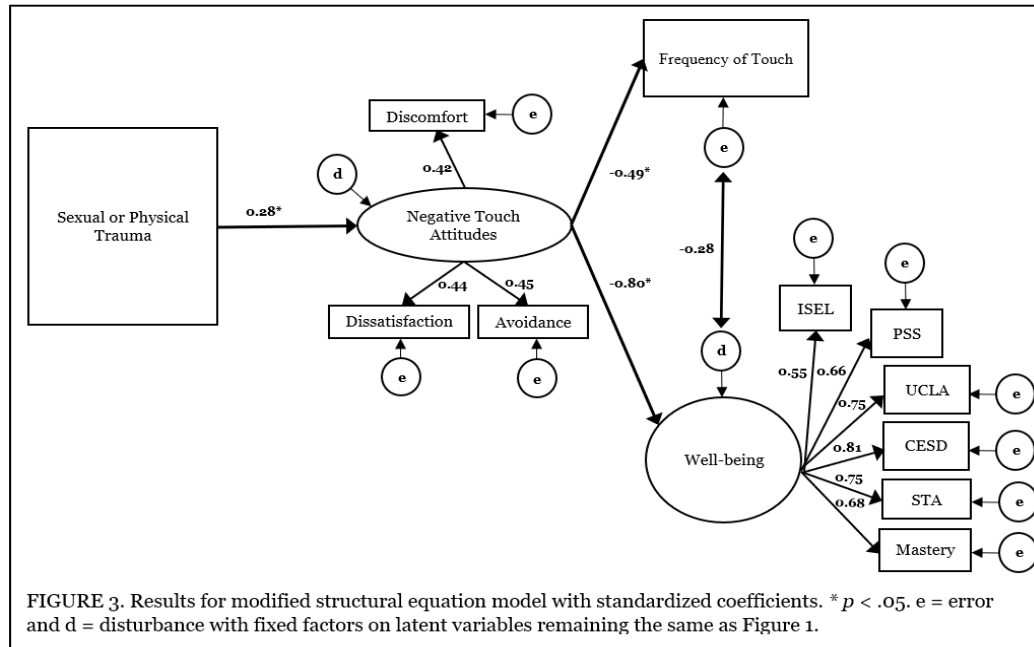 Frequency of Touch
Discomfort
e
e
d
0.42
-0.49*
Sexual or Physical
Trauma
0.28*
Negative Touch
Attitudes
-0.28
e
e
-0.80*
0.44
0.45
ISEL
Dissatisfaction
Avoidance
PSS
d
0.55
0.66
e
e
UCLA
e
0.75
0.81
CESD
e
Well-being
0.75
STA
e
0.68
Mastery
e
FIGURE 3. Results for modified structural equation model with standardized coefficients. * p < .05. e = error
and d = disturbance with fixed factors on latent variables remaining the same as Figure 1.